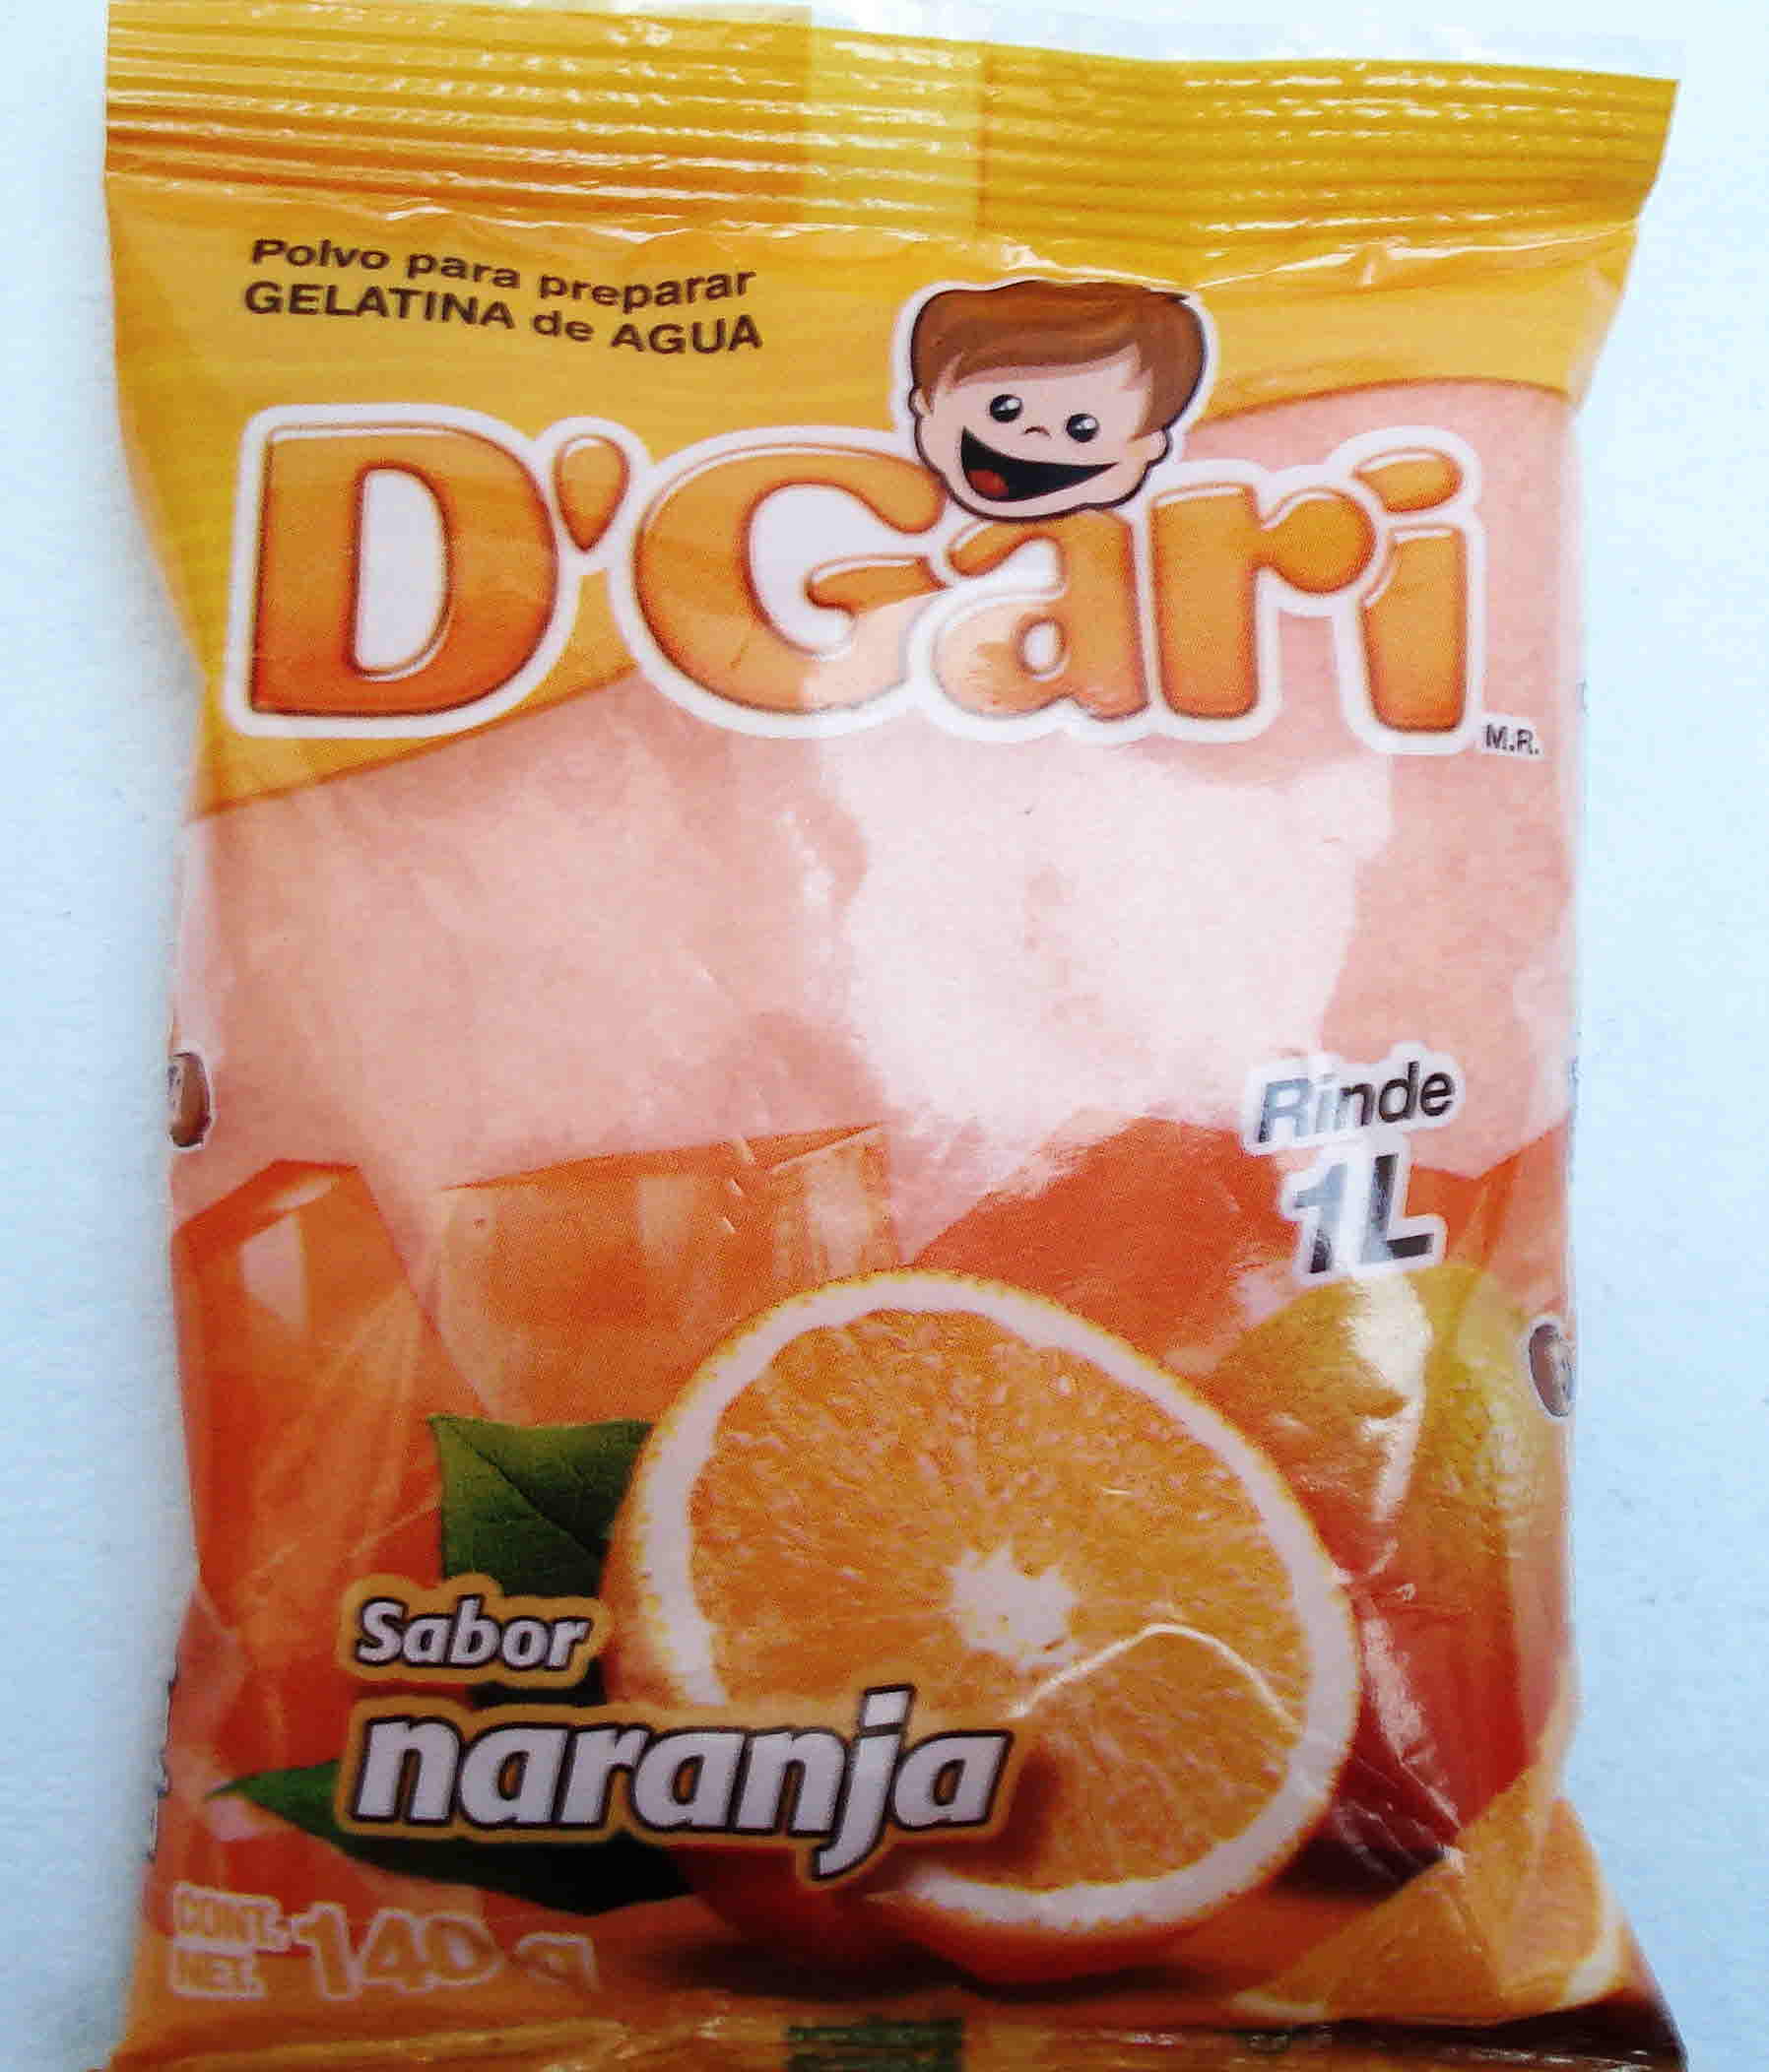 Polvo para preparar
GELATINA de AGUA
D'Gari
M.R.
Rinde
1L
Sabor
naranja
CONT.
NET. 140 g